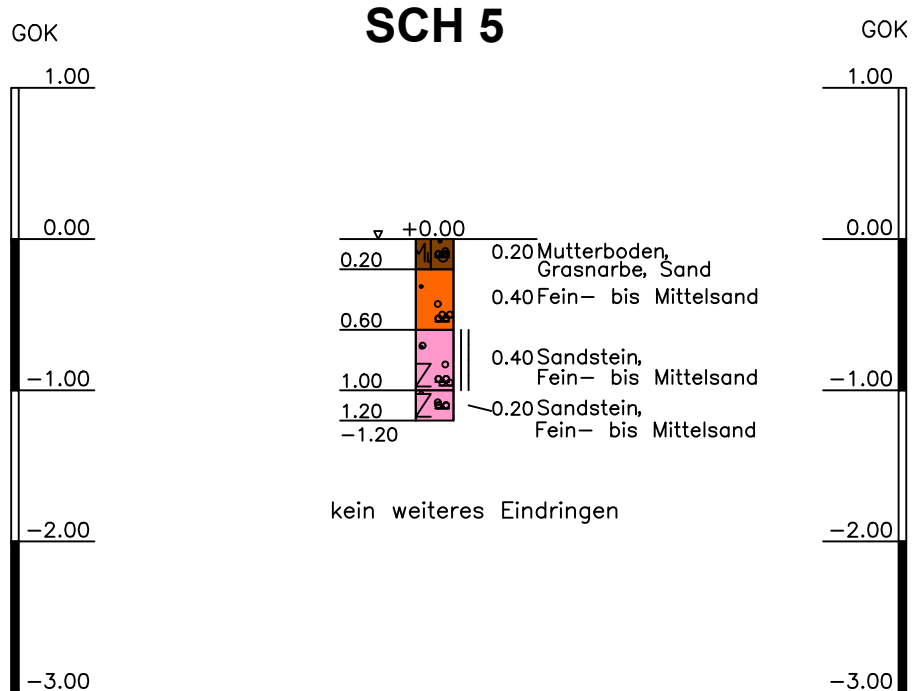 SCH 5
GOK
GOK
1.00
1.00
0.00
+0.00
0.00
0.20
0.20 Mutterboden,
Grasnarbe, Sand
0.40 Fein– bis Mittelsand
0.60
0.40 Sandstein,
Fein– bis Mittelsand
–1.00
1.00
–1.00
0.20 Sandstein,
1.20
Fein– bis Mittelsand
–1.20
kein weiteres Eindringen
–2.00
–2.00
–3.00
–3.00
Z
Z